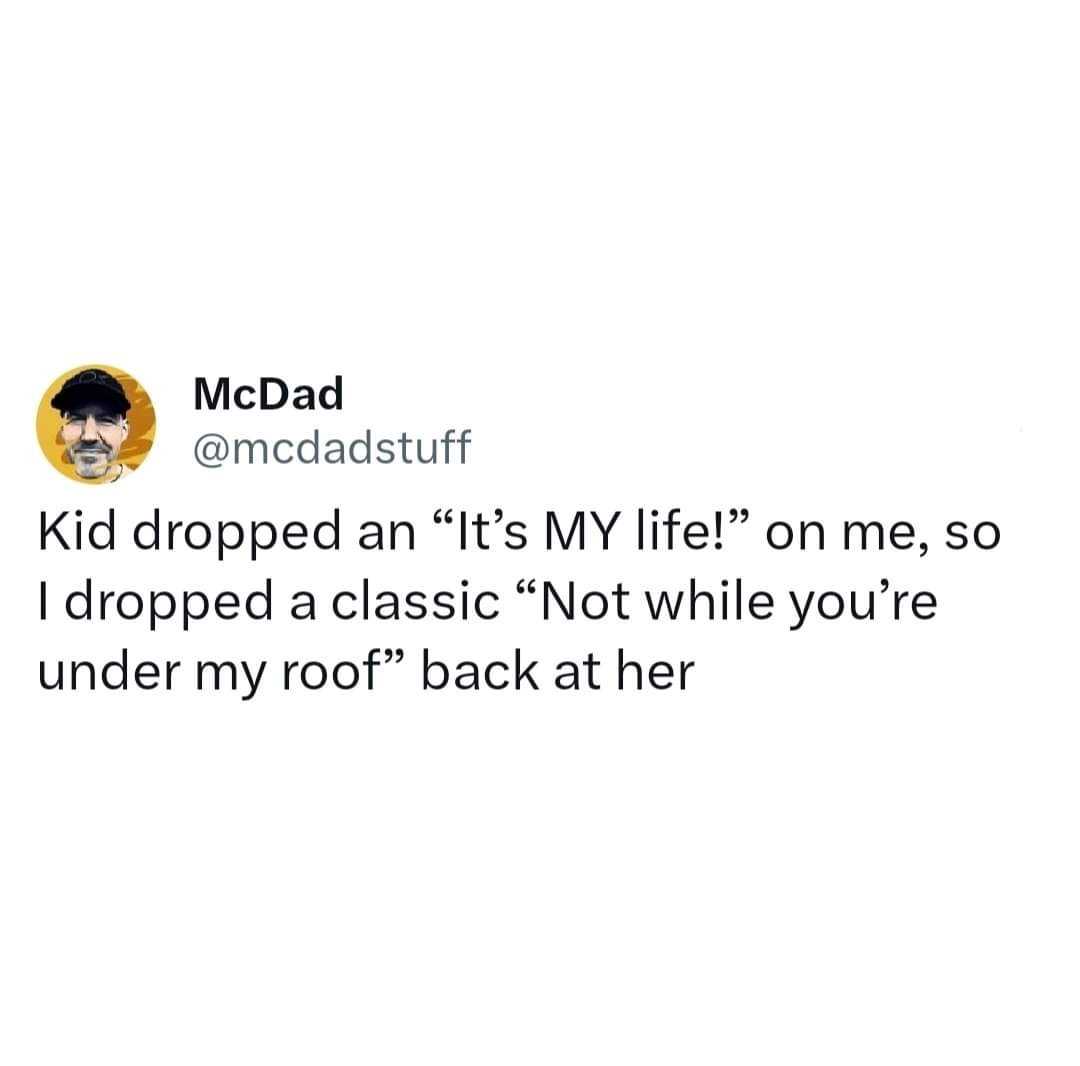 McDad
@mcdadstuff
Kid dropped an “It’s MY life!” on me, so
I dropped a classic “Not while you’re
under my roof” back at her